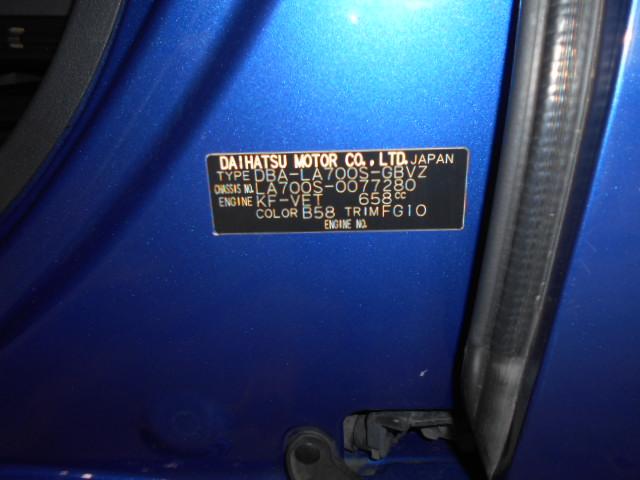 DAIHATSU MOTOR CO., LTD. JAPAN
TYPE DBA-LA700S-GBVZ
CHASSIS NO. LA700S-0077280
ENGINE KF-VET 658cc
COLOR B58 TRIM FG10
ENGINE NO.